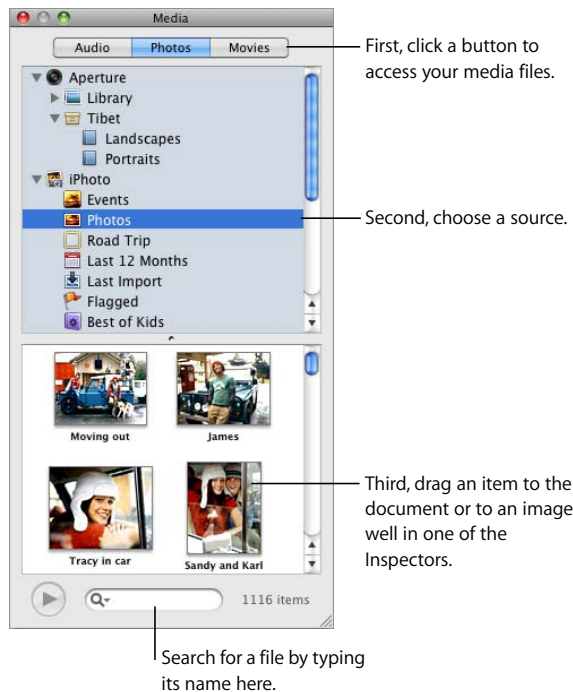 Media
Audio Photos Movies
First, click a button to
access your media files.
Aperture
Library
Tibet
Landscapes
Portraits
iPhoto
Events
Photos
Second, choose a source.
Road Trip
Last 12 Months
Last Import
Flagged
Best of Kids
Moving out
James
Third, drag an item to the
document or to an image
well in one of the
Inspectors.
Tracy in car
Sandy and Karl
1116 items
Search for a file by typing
its name here.